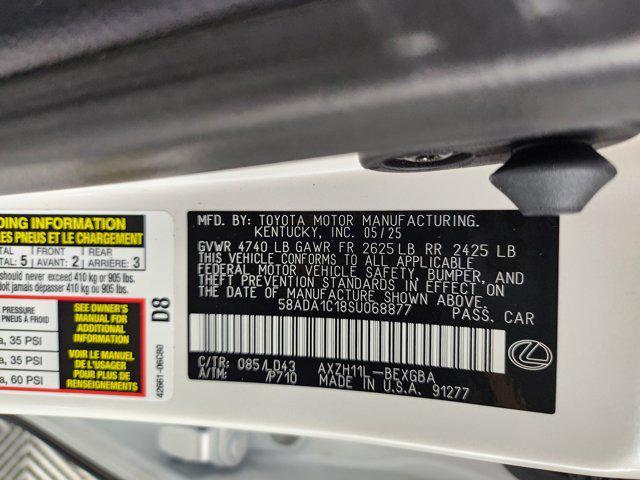 DING INFORMATION
LES PNEUS ET LE CHARGEMENT
TAL: 5 FRONT AVANT : 2 REAR ARRIÈRE : 3
should never exceed 410 kg or 905 lbs.
doit jamais dépasser 410 kg ou 905 lbs.
PRESSURE
PNEUS À FROID
35 PSI
35 PSI
60 PSI
SEE OWNER'S
MANUAL FOR
ADDITIONAL
INFORMATION
VOIR LE MANUEL
DE L'USAGER
POUR PLUS DE
RENSEIGNEMENTS
D8
42661-06C80
MFD. BY: TOYOTA MOTOR MANUFACTURING.
KENTUCKY, INC. 05/25
GVWR 4740 LB GAWR FR 2625 LB RR 2425 LB
THIS VEHICLE CONFORMS TO ALL APPLICABLE
FEDERAL MOTOR VEHICLE SAFETY, BUMPER, AND
THEFT PREVENTION STANDARDS IN EFFECT ON
THE DATE OF MANUFACTURE SHOWN ABOVE.
58ADA1C18SU068877 PASS. CAR
C/TR: 085/L043 AXZH11L-BEXGBA
A/TM: /P710 MADE IN U.S.A. 91277